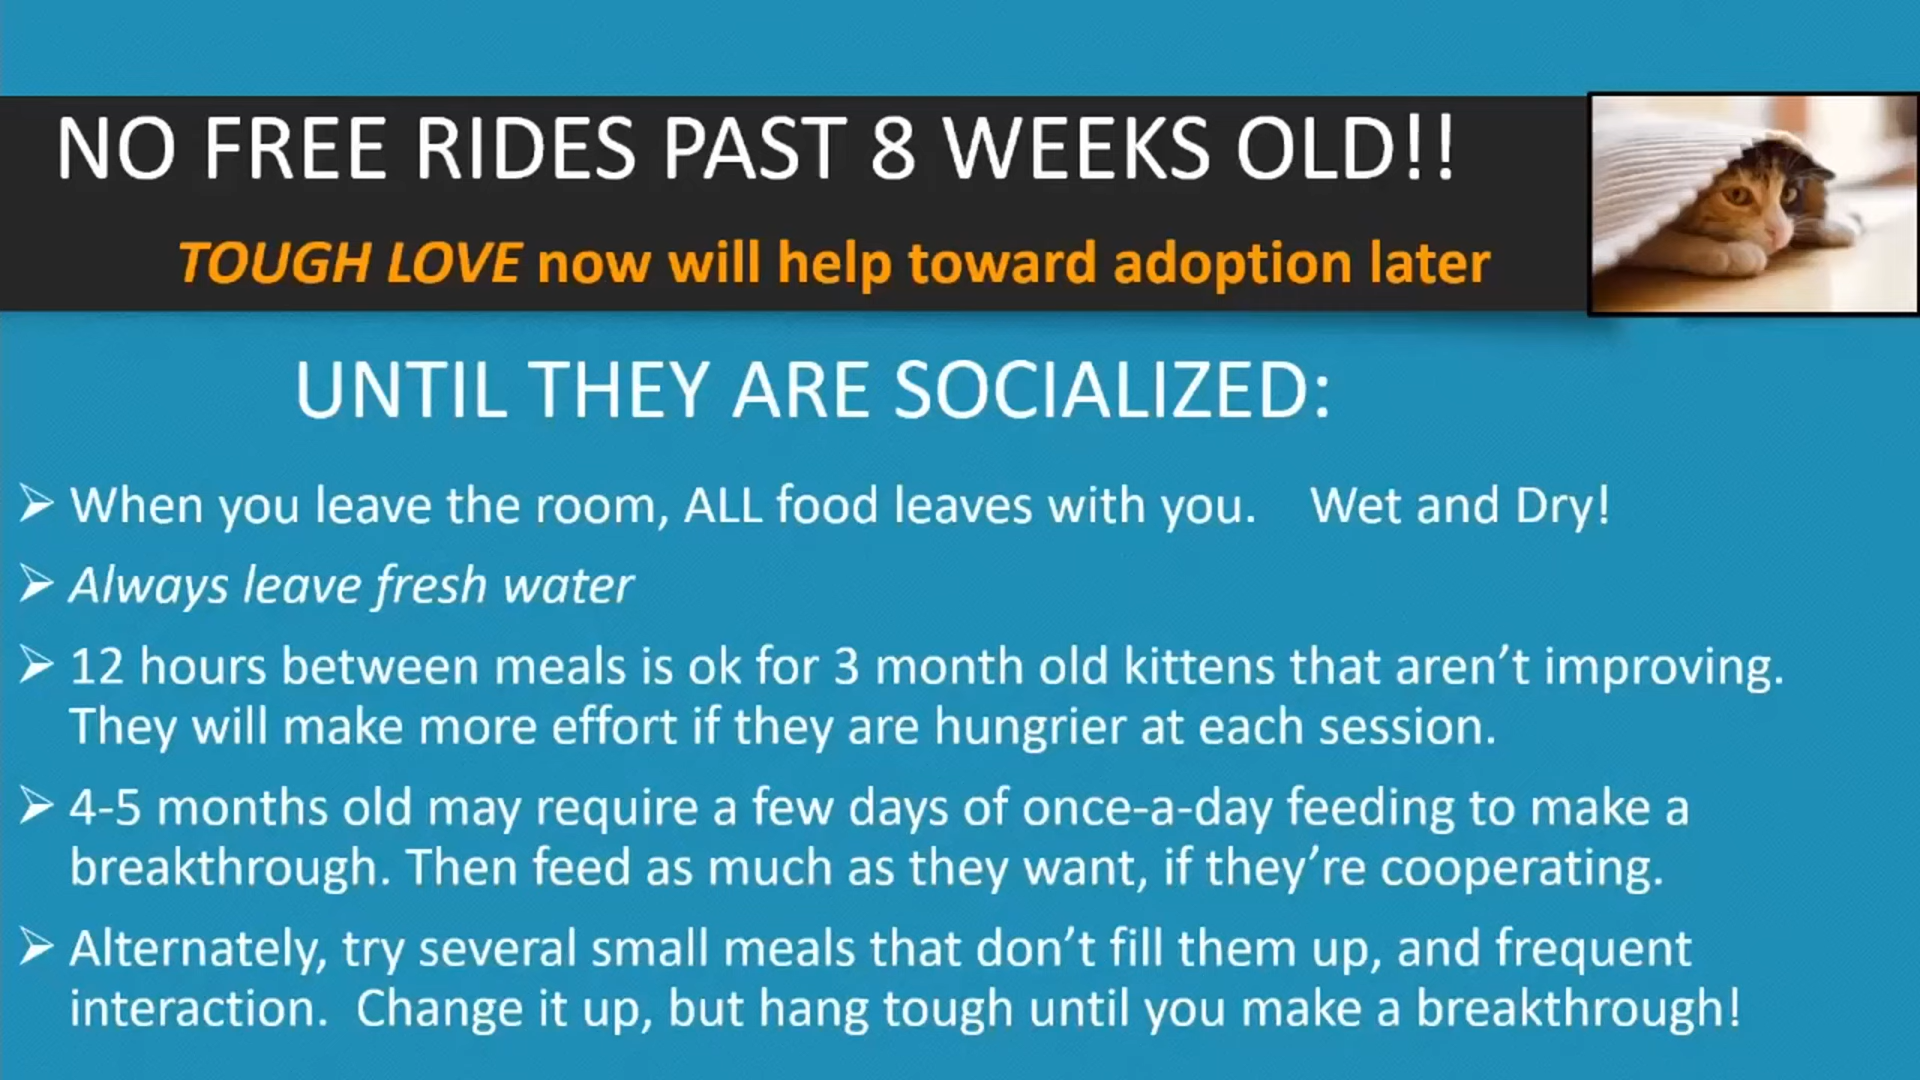 NO FREE RIDES PAST 8 WEEKS OLD!!
TOUGH LOVE now will help toward adoption later
UNTIL THEY ARE SOCIALIZED:
➢ When you leave the room, ALL food leaves with you. Wet and Dry!
➢ Always leave fresh water
➢ 12 hours between meals is ok for 3 month old kittens that aren’t improving.
They will make more effort if they are hungrier at each session.
➢ 4-5 months old may require a few days of once-a-day feeding to make a
breakthrough. Then feed as much as they want, if they’re cooperating.
➢ Alternately, try several small meals that don’t fill them up, and frequent
interaction. Change it up, but hang tough until you make a breakthrough!